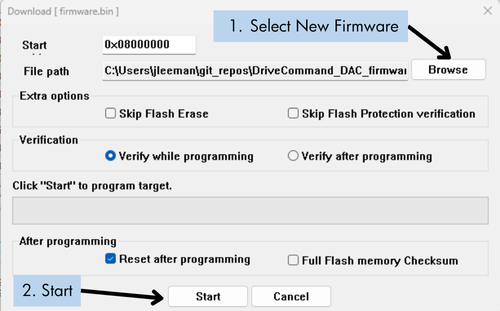 Download [ firmware.bin ]
1. Select New Firmware
Start
0x08000000
File path
C:\Users\jleeman\git_repos\DriveCommand_DAC_firmwar
Browse
Extra options
Skip Flash Erase
Skip Flash Protection verification
Verification
Verify while programming
Verify after programming
Click "Start" to program target.
After programming
Reset after programming
Full Flash memory Checksum
2. Start
Start
Cancel